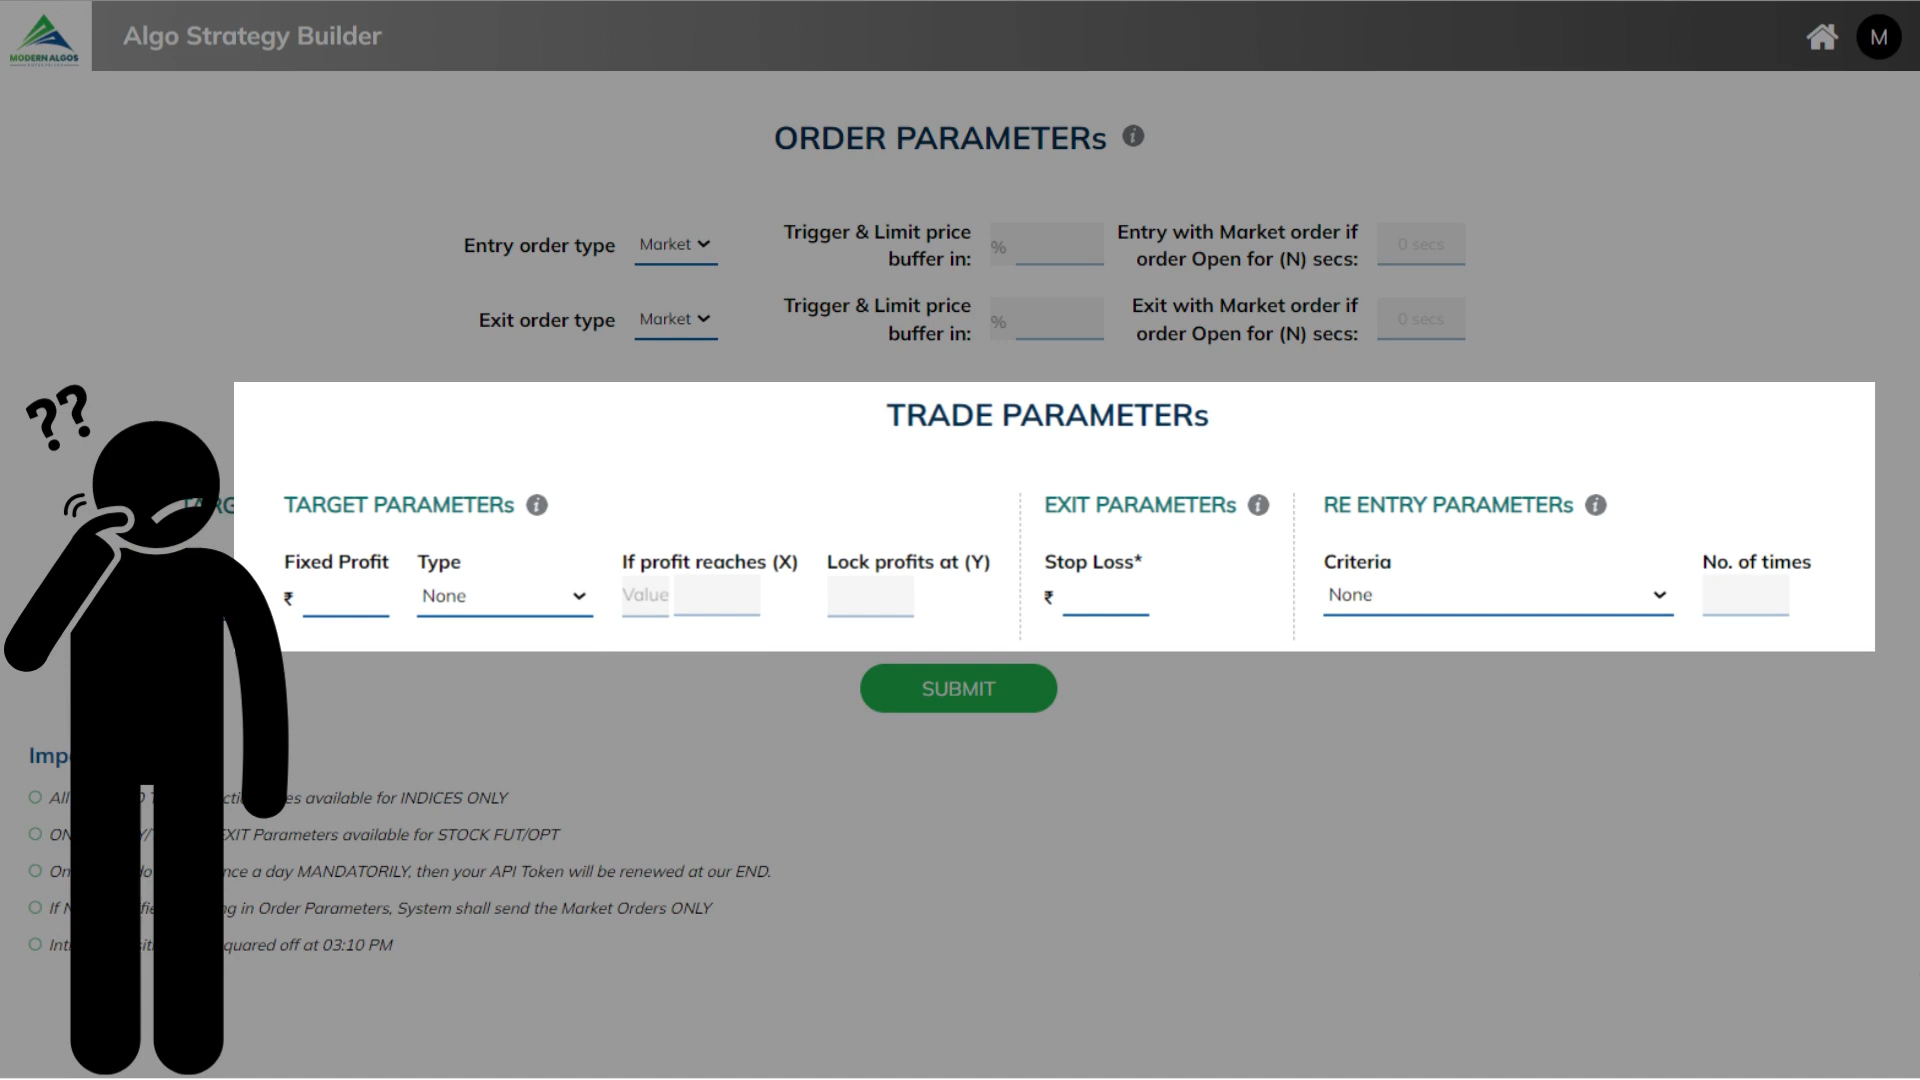 MODERN ALGOS
Algo Strategy Builder
M
ORDER PARAMETERs i
Entry order type Market Trigger & Limit price buffer in: % Entry with Market order if order Open for (N) secs: 0 secs
Exit order type Market Trigger & Limit price buffer in: % Exit with Market order if order Open for (N) secs: 0 secs
??
TRADE PARAMETERs
TARGET PARAMETERs i EXIT PARAMETERs i RE ENTRY PARAMETERs i
Fixed Profit Type If profit reaches (X) Lock profits at (Y) Stop Loss* Criteria No. of times
₹ None Value ₹ None
SUBMIT
All available for INDICES ONLY
EXIT Parameters available for STOCK FUT/OPT
a day MANDATORILY, then your API Token will be renewed at our END.
If in Order Parameters, System shall send the Market Orders ONLY
off at 03:10 PM